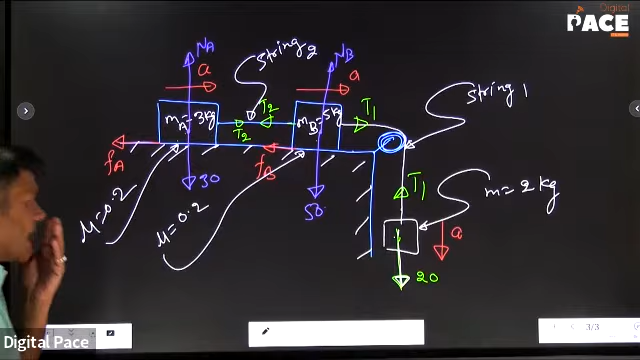 Digital
PACE
NA
NB
String 2
a
a
String 1
T2
T1
mA=3kg
mB=5kg
T2
fA
fB
30
T1
m=2kg
μ=0.2
μ=0.2
50
a
20
Digital Pace
3/3